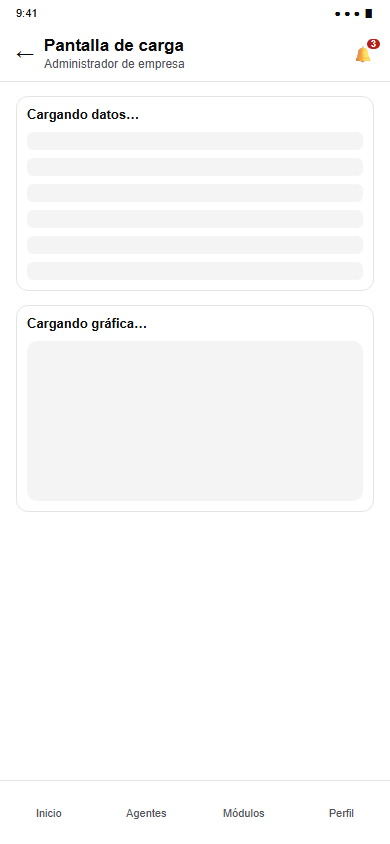 9:41
Pantalla de carga
Administrador de empresa
3
Cargando datos...
Cargando gráfica...
Inicio
Agentes
Módulos
Perfil